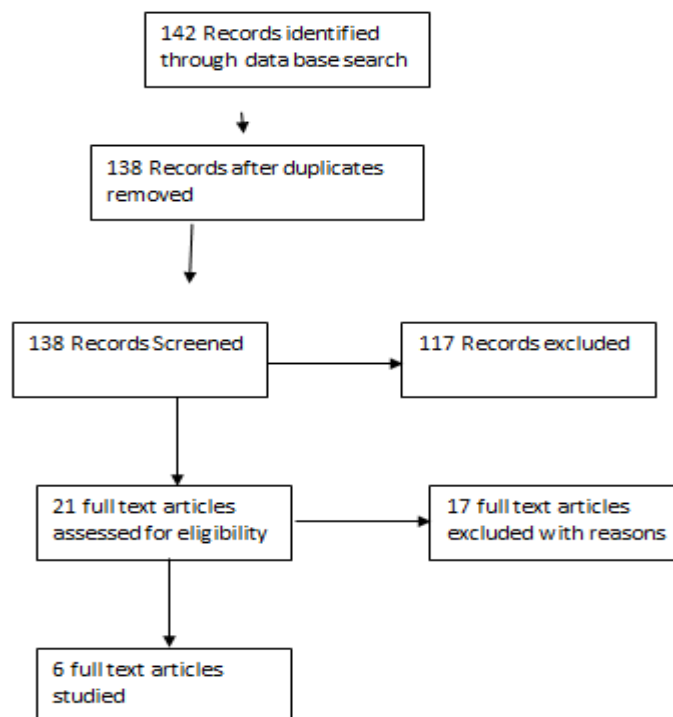 142 Records identified
through data base search
138 Records after duplicates
removed
138 Records Screened
117 Records excluded
21 full text articles
assessed for eligibility
17 full text articles
excluded with reasons
6 full text articles
studied